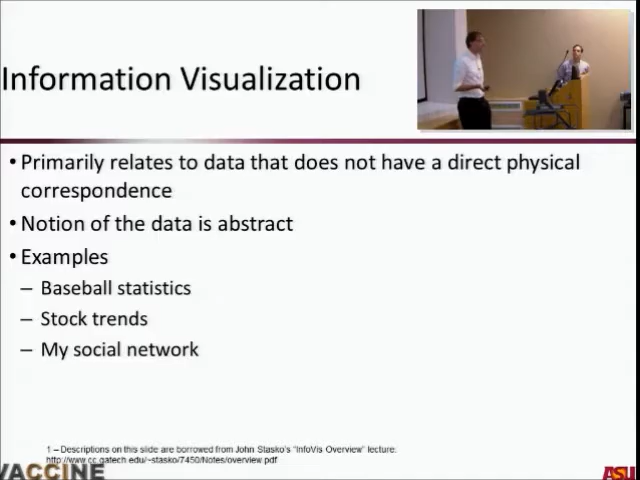 Information Visualization
• Primarily relates to data that does not have a direct physical
correspondence
• Notion of the data is abstract
• Examples
– Baseball statistics
– Stock trends
– My social network
1 – Descriptions on this slide are borrowed from John Stasko's "InfoVis Overview" lecture:
http://www.cc.gatech.edu/~stasko/7450/Notes/overview.pdf
VACCINE
ASU